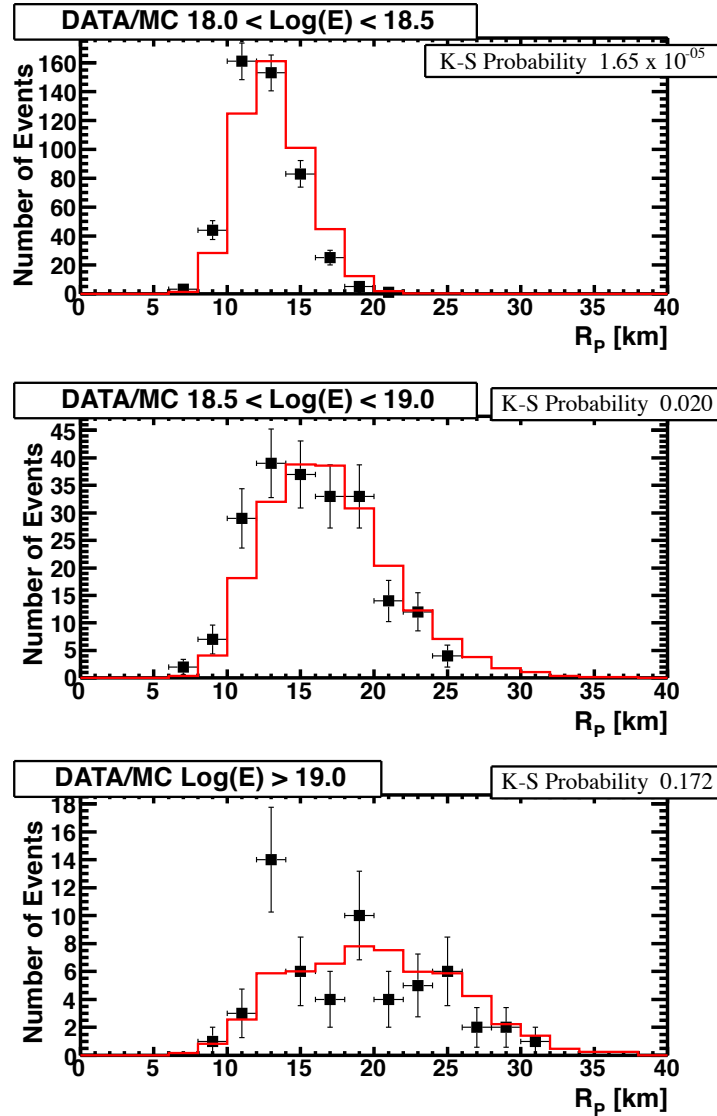 DATA/MC 18.0 < Log(E) < 18.5
K-S Probability 1.65 x 10⁻⁰⁵
Number of Events
160
140
120
100
80
60
40
20
0
0 5 10 15 20 25 30 35 40
R_P [km]
DATA/MC 18.5 < Log(E) < 19.0
K-S Probability 0.020
Number of Events
45
40
35
30
25
20
15
10
5
0
0 5 10 15 20 25 30 35 40
R_P [km]
DATA/MC Log(E) > 19.0
K-S Probability 0.172
Number of Events
18
16
14
12
10
8
6
4
2
0
0 5 10 15 20 25 30 35 40
R_P [km]